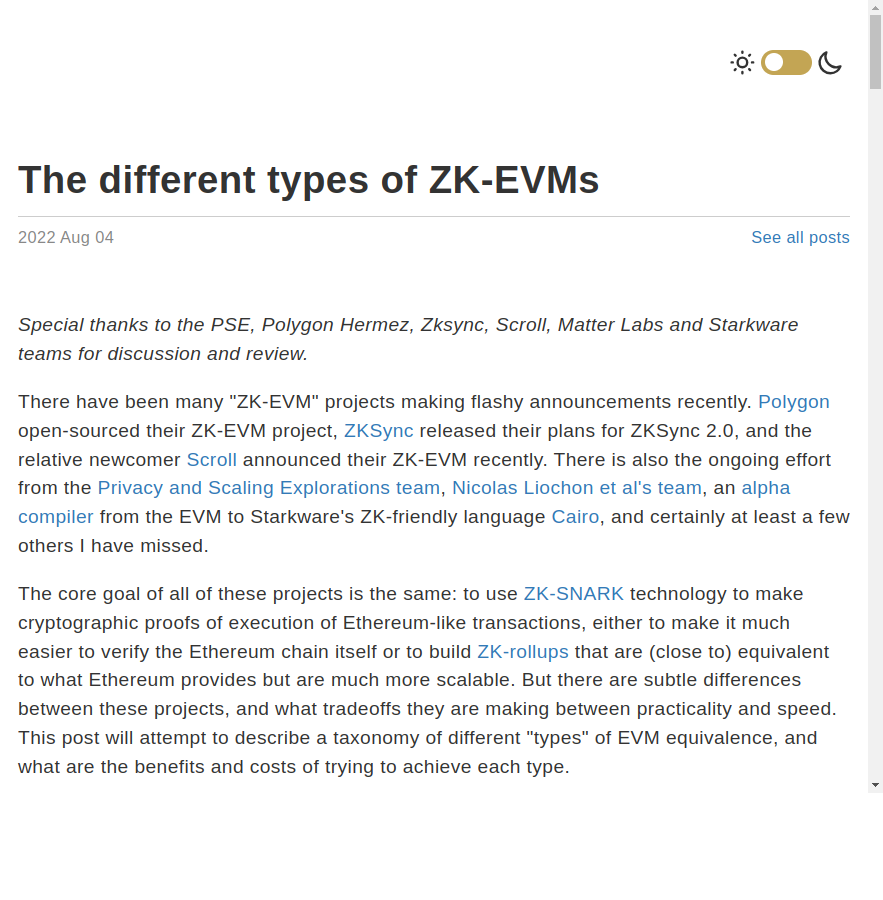 The different types of ZK-EVMs
2022 Aug 04
See all posts
Special thanks to the PSE, Polygon Hermez, Zksync, Scroll, Matter Labs and Starkware
teams for discussion and review.
There have been many "ZK-EVM" projects making flashy announcements recently. Polygon
open-sourced their ZK-EVM project, ZKSync released their plans for ZKSync 2.0, and the
relative newcomer Scroll announced their ZK-EVM recently. There is also the ongoing effort
from the Privacy and Scaling Explorations team, Nicolas Liochon et al's team, an alpha
compiler from the EVM to Starkware's ZK-friendly language Cairo, and certainly at least a few
others I have missed.
The core goal of all of these projects is the same: to use ZK-SNARK technology to make
cryptographic proofs of execution of Ethereum-like transactions, either to make it much
easier to verify the Ethereum chain itself or to build ZK-rollups that are (close to) equivalent
to what Ethereum provides but are much more scalable. But there are subtle differences
between these projects, and what tradeoffs they are making between practicality and speed.
This post will attempt to describe a taxonomy of different "types" of EVM equivalence, and
what are the benefits and costs of trying to achieve each type.